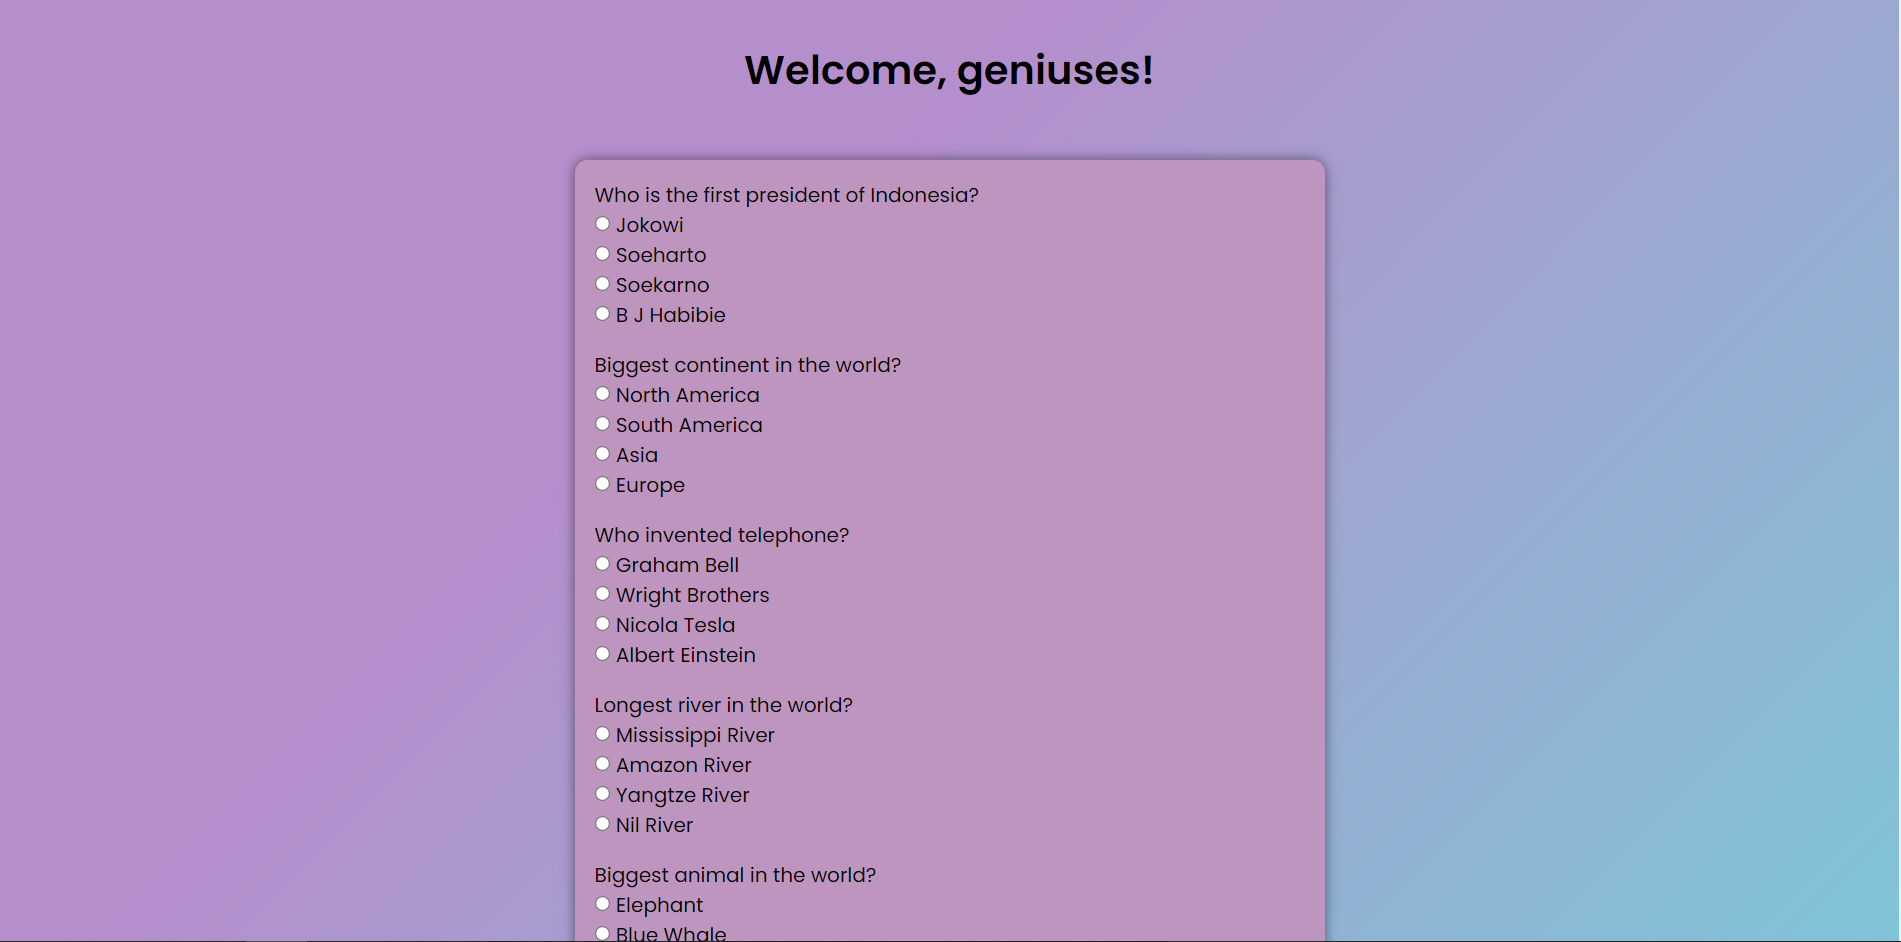 Welcome, geniuses!
Who is the first president of Indonesia?
Jokowi
Soeharto
Soekarno
B J Habibie
Biggest continent in the world?
North America
South America
Asia
Europe
Who invented telephone?
Graham Bell
Wright Brothers
Nicola Tesla
Albert Einstein
Longest river in the world?
Mississippi River
Amazon River
Yangtze River
Nil River
Biggest animal in the world?
Elephant
Blue Whale